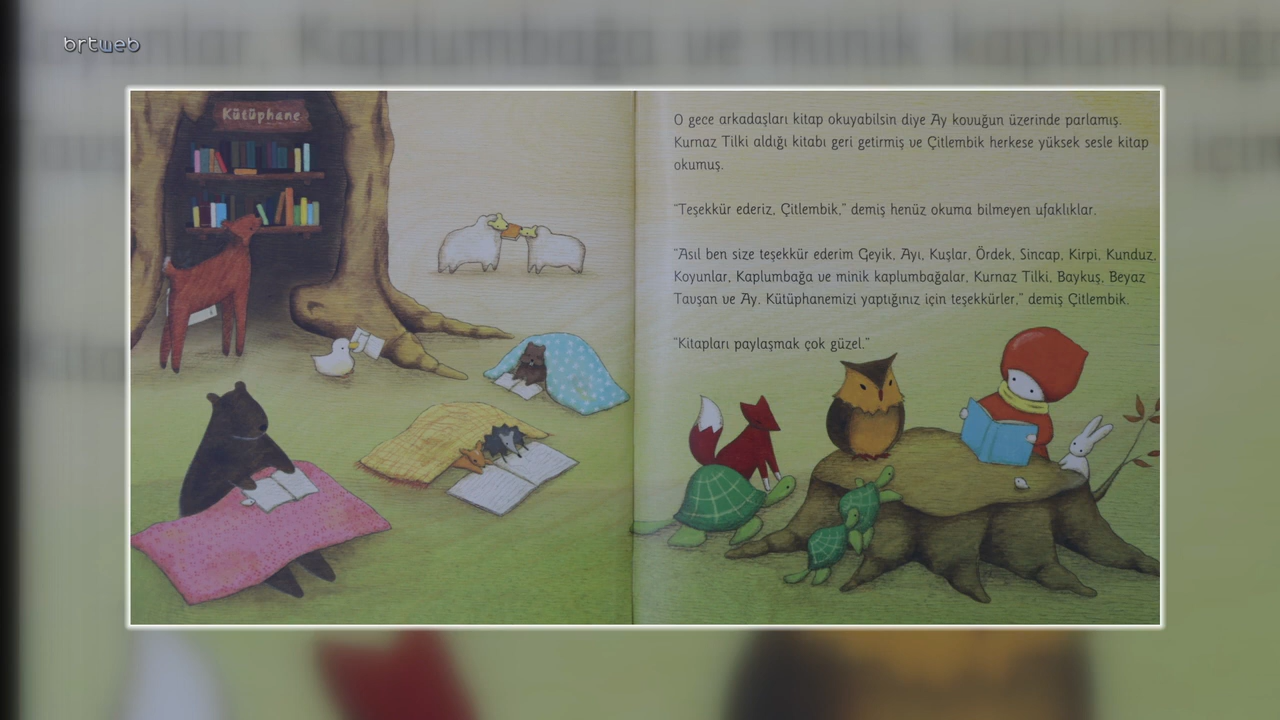 brtweb
Kütüphane
O gece arkadaşları kitap okuyabilsin diye Ay kovuğun üzerinde parlamış.
Kurnaz Tilki aldığı kitabı geri getirmiş ve Çitlembik herkese yüksek sesle kitap
okumuş.
"Teşekkür ederiz, Çitlembik," demiş henüz okuma bilmeyen ufaklıklar.
"Asıl ben size teşekkür ederim Geyik, Ayı, Kuşlar, Ördek, Sincap, Kirpi, Kunduz,
Koyunlar, Kaplumbağa ve minik kaplumbağalar, Kurnaz Tilki, Baykuş, Beyaz
Tavşan ve Ay. Kütüphanemizi yaptığınız için teşekkürler," demiş Çitlembik.
"Kitapları paylaşmak çok güzel."